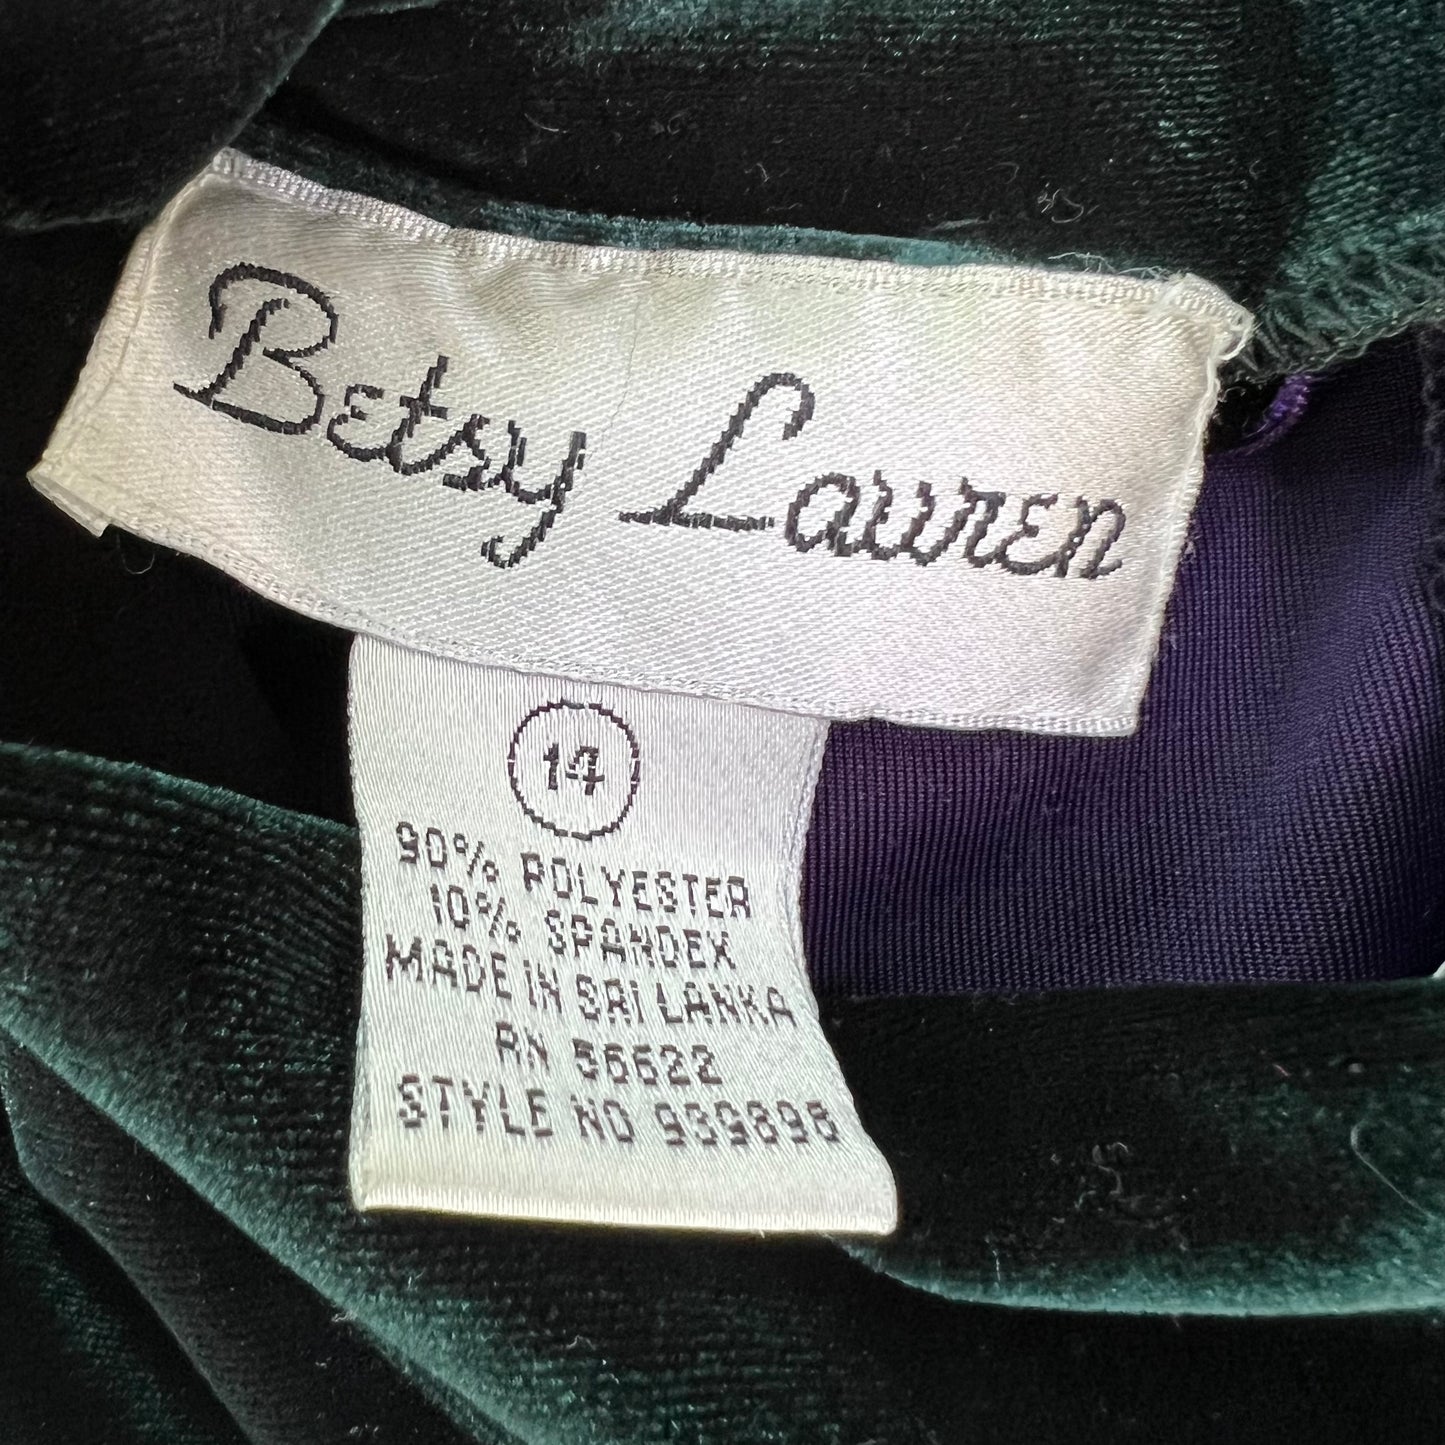 Betsy Lauren
14
90% POLYESTER
10% SPANDEX
MADE IN SRI LANKA
RN 56622
STYLE NO 939898